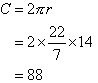 C = 2πr
= 2 × 22/7 × 14
= 88